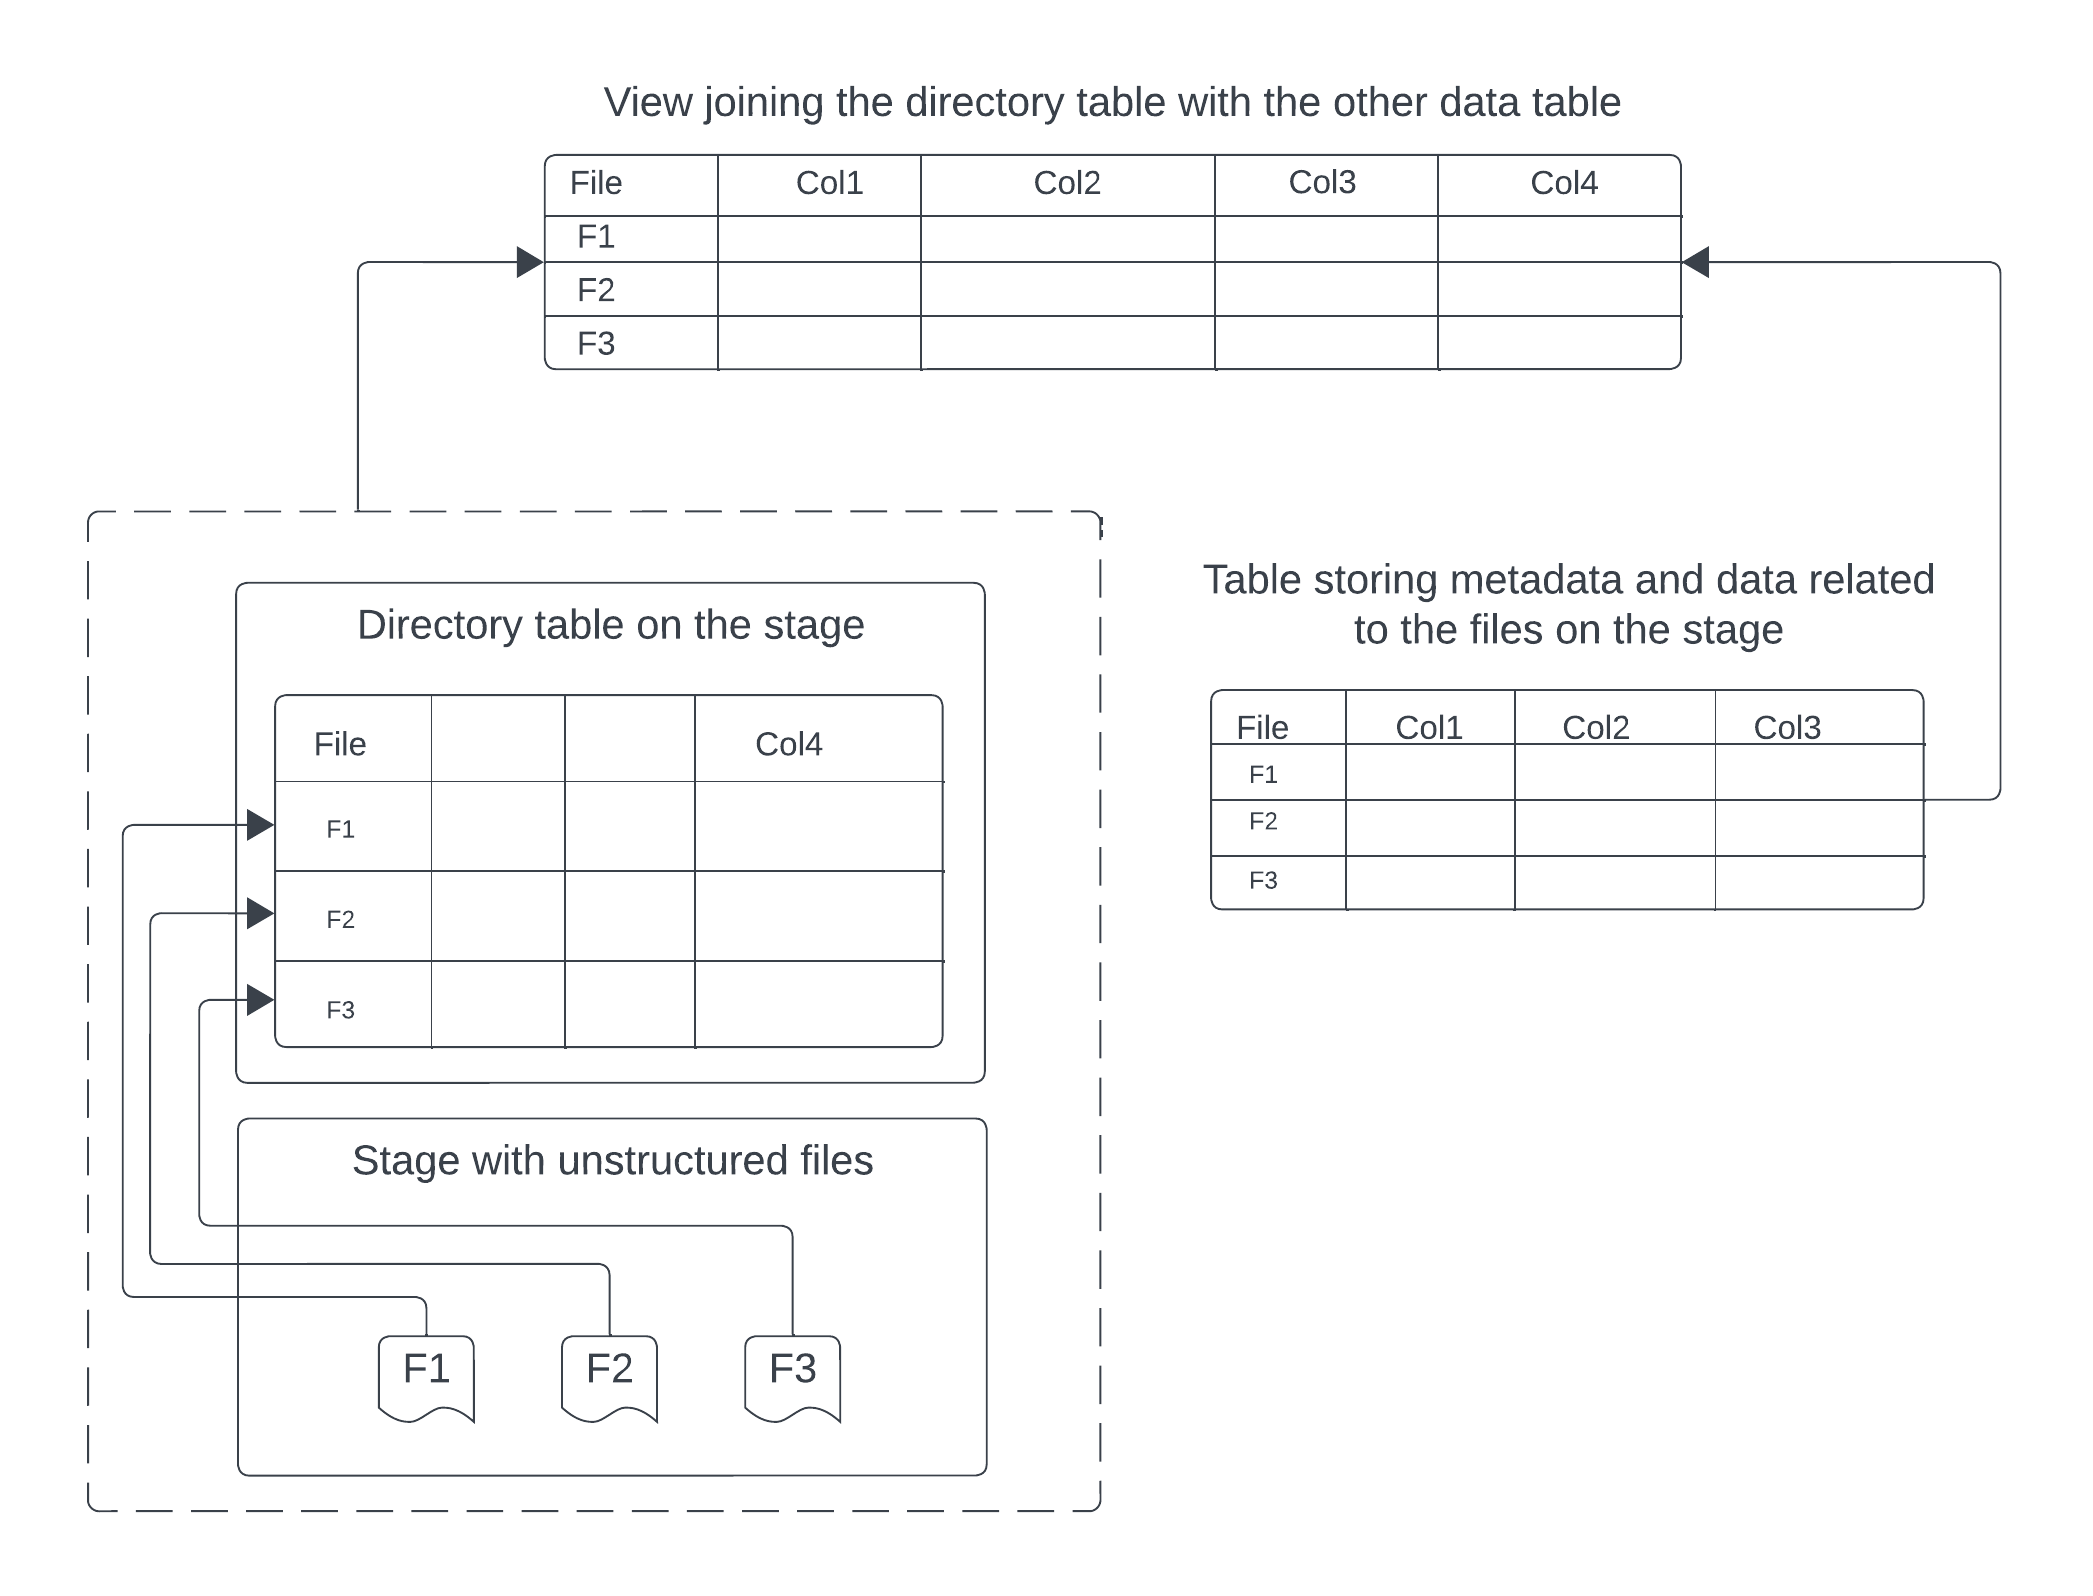 View joining the directory table with the other data table
File Col1 Col2 Col3 Col4
F1
F2
F3
Directory table on the stage
File Col4
F1
F2
F3
Stage with unstructured files
F1 F2 F3
Table storing metadata and data related
to the files on the stage
File Col1 Col2 Col3
F1
F2
F3